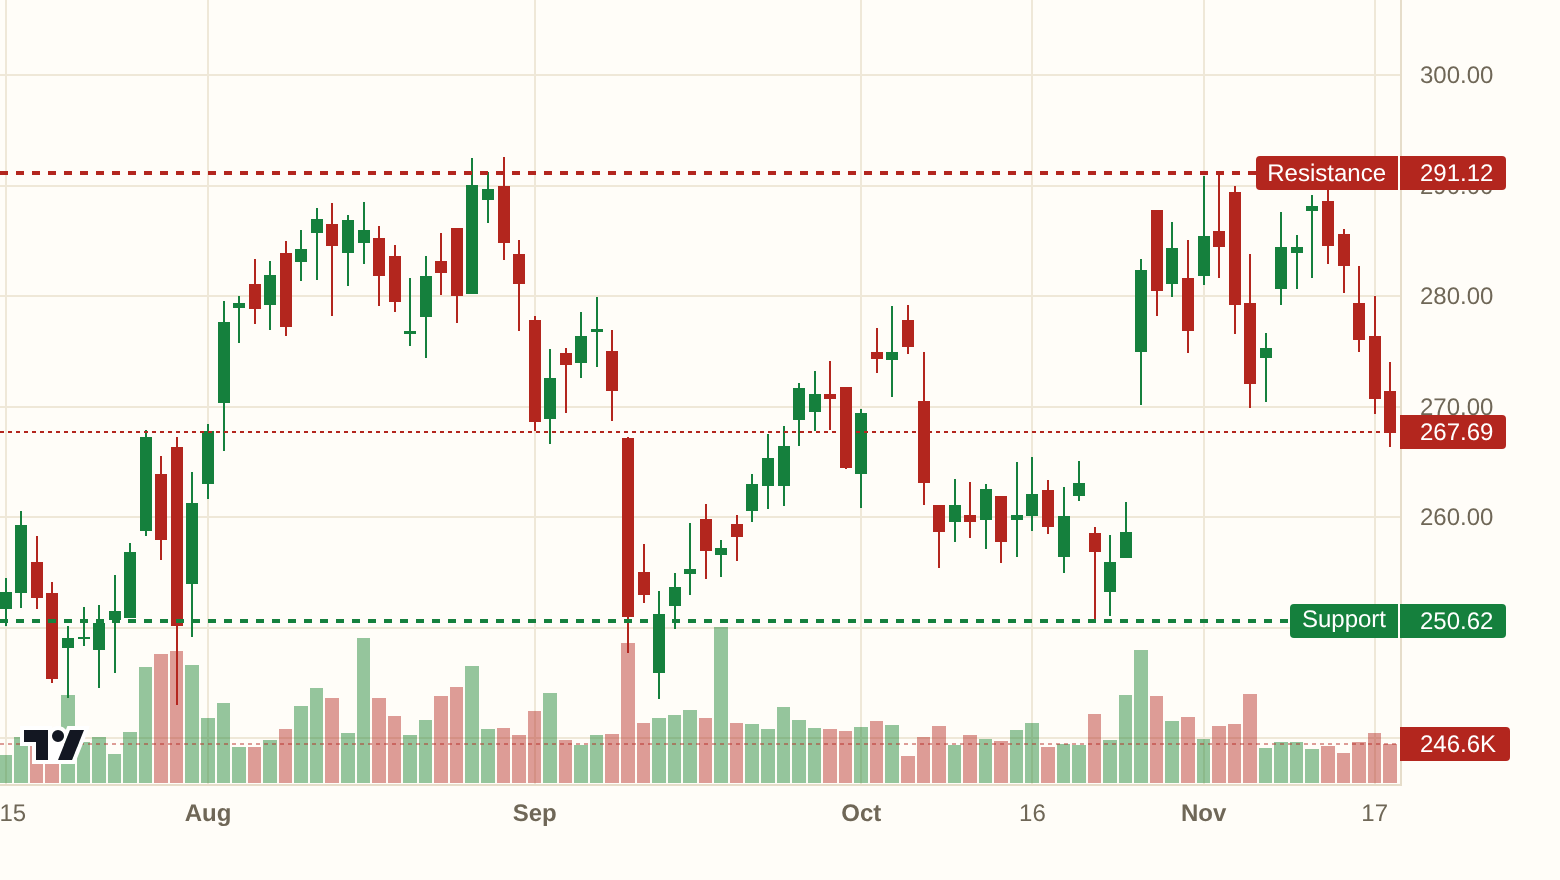 300.00
Resistance 291.12
280.00
270.00
267.69
260.00
Support 250.62
246.6K
15 Aug Sep Oct 16 Nov 17